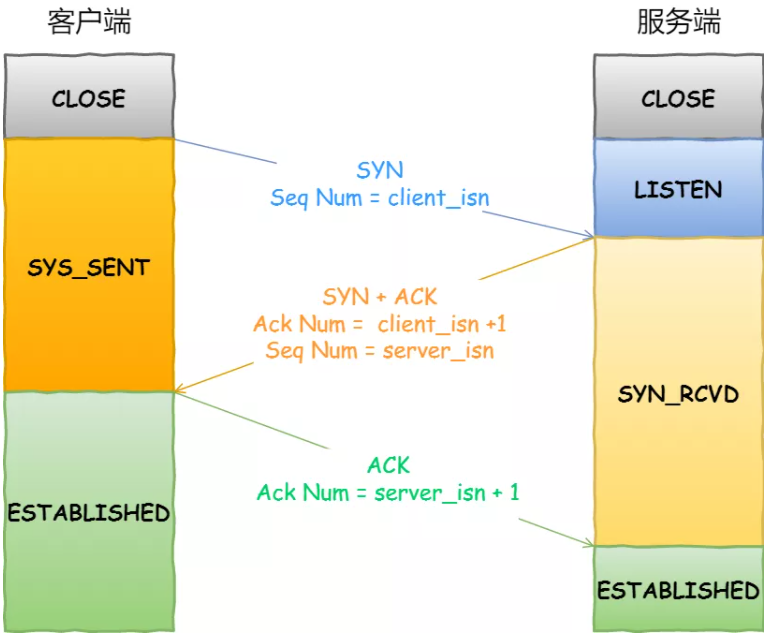 客户端
服务端
CLOSE
CLOSE
SYN
Seq Num = client_isn
LISTEN
SYS_SENT
SYN + ACK
Ack Num = client_isn +1
Seq Num = server_isn
SYN_RCVD
ACK
Ack Num = server_isn + 1
ESTABLISHED
ESTABLISHED